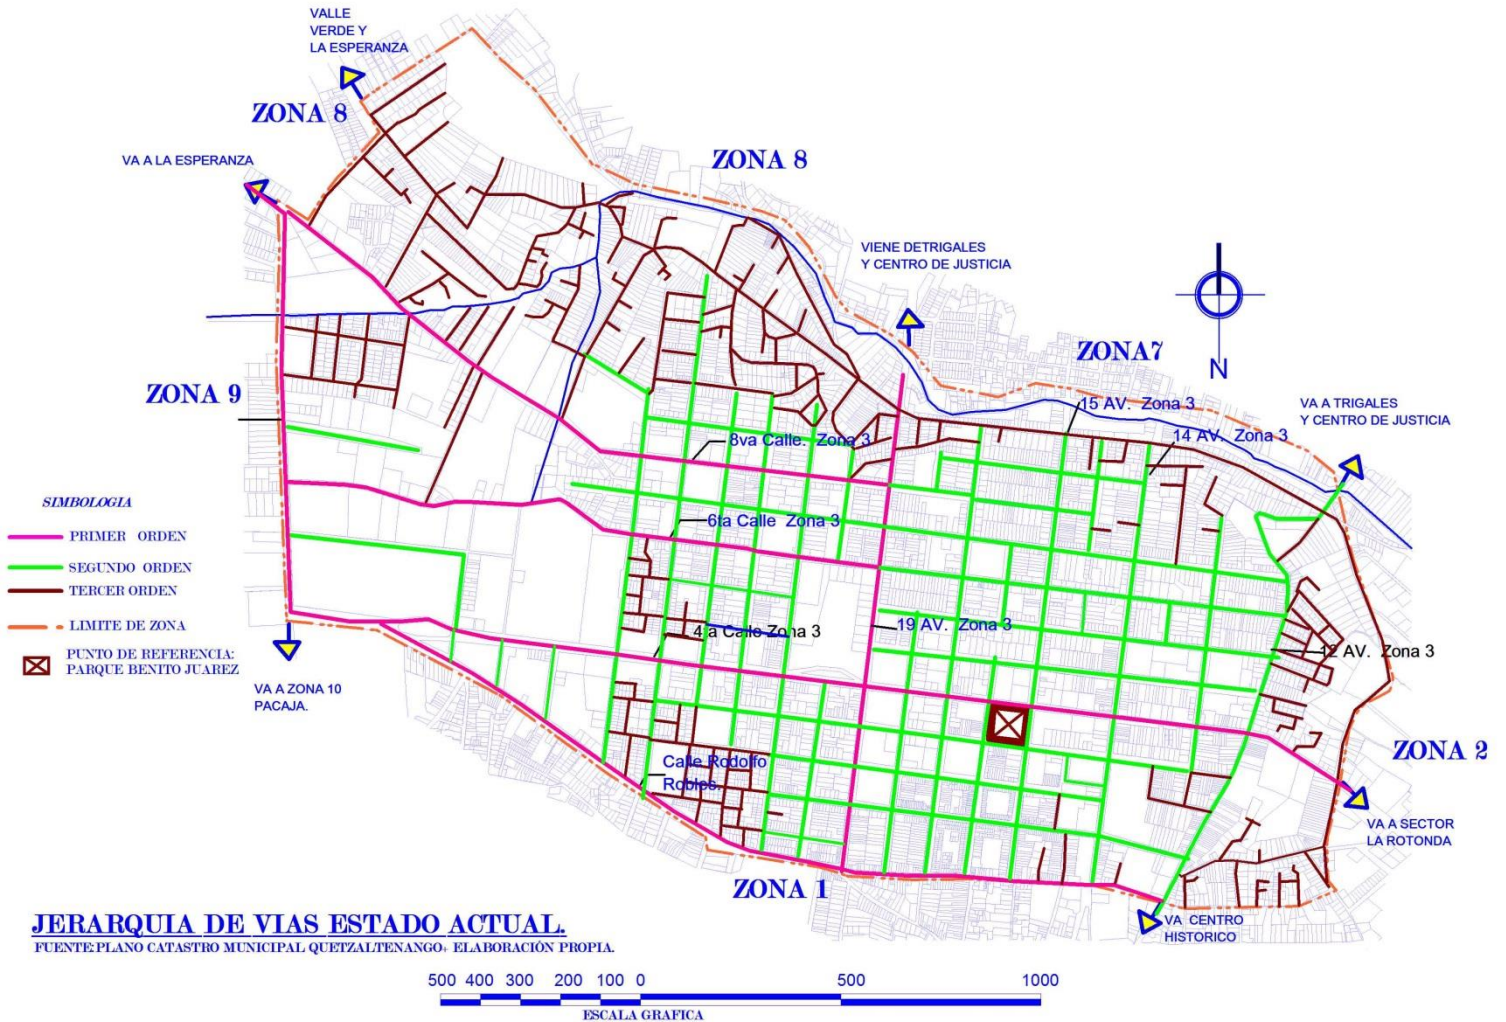 VALLE
VERDE Y
LA ESPERANZA
ZONA 8
VA A LA ESPERANZA
ZONA 8
VIENE DETRIGALES
Y CENTRO DE JUSTICIA
N
ZONA7
ZONA 9
15 AV. Zona 3
VA A TRIGALES
Y CENTRO DE JUSTICIA
14 AV. Zona 3
8va Calle. Zona 3
SIMBOLOGIA
PRIMER ORDEN
SEGUNDO ORDEN
TERCER ORDEN
LIMITE DE ZONA
PUNTO DE REFERENCIA:
PARQUE BENITO JUAREZ
6ta Calle Zona 3
4 a Calle Zona 3
19 AV. Zona 3
12 AV. Zona 3
VA A ZONA 10
PACAJA.
ZONA 2
Calle Rodolfo
Robles.
VA A SECTOR
LA ROTONDA
ZONA 1
VA CENTRO
HISTORICO
JERARQUIA DE VIAS ESTADO ACTUAL.
FUENTE:PLANO CATASTRO MUNICIPAL QUETZALTENANGO+ ELABORACIÓN PROPIA.
500 400 300 200 100 0 500 1000
ESCALA GRAFICA